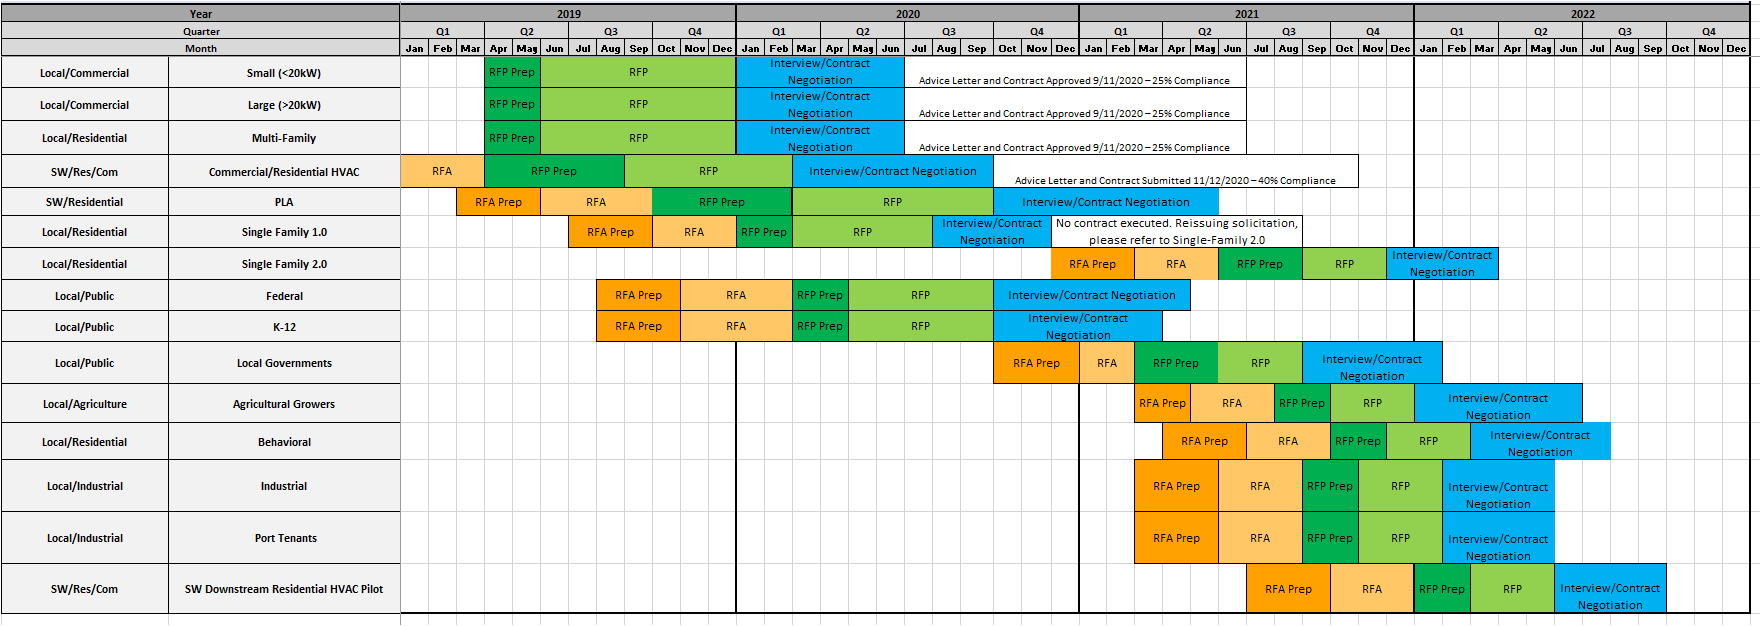 Year 2019 2020 2021 2022
Quarter Q1 Q2 Q3 Q4 Q1 Q2 Q3 Q4 Q1 Q2 Q3 Q4 Q1 Q2 Q3 Q4
Month Jan Feb Mar Apr May Jun Jul Aug Sep Oct Nov Dec Jan Feb Mar Apr May Jun Jul Aug Sep Oct Nov Dec Jan Feb Mar Apr May Jun Jul Aug Sep Oct Nov Dec Jan Feb Mar Apr May Jun Jul Aug Sep Oct Nov Dec
Local/Commercial Small (<20kW) RFP Prep RFP Interview/Contract
Negotiation Advice Letter and Contract Approved 9/11/2020 – 25% Compliance
Local/Commercial Large (>20kW) RFP Prep RFP Interview/Contract
Negotiation Advice Letter and Contract Approved 9/11/2020 – 25% Compliance
Local/Residential Multi-Family RFP Prep RFP Interview/Contract
Negotiation Advice Letter and Contract Approved 9/11/2020 – 25% Compliance
SW/Res/Com Commercial/Residential HVAC RFA RFP Prep RFP Interview/Contract Negotiation Advice Letter and Contract Submitted 11/12/2020 – 40% Compliance
SW/Residential PLA RFA Prep RFA RFP Prep RFP Interview/Contract Negotiation
Local/Residential Single Family 1.0 RFA Prep RFA RFP Prep RFP Interview/Contract No contract executed. Reissuing solicitation,
Negotiation please refer to Single-Family 2.0
Local/Residential Single Family 2.0 RFA Prep RFA RFP Prep RFP Interview/Contract
Negotiation
Local/Public Federal RFA Prep RFA RFP Prep RFP Interview/Contract Negotiation
Local/Public K-12 RFA Prep RFA RFP Prep RFP Interview/Contract
Negotiation
Local/Public Local Governments RFA Prep RFA RFP Prep RFP Interview/Contract
Negotiation
Local/Agriculture Agricultural Growers RFA Prep RFA RFP Prep RFP Interview/Contract
Negotiation
Local/Residential Behavioral RFA Prep RFA RFP Prep RFP Interview/Contract
Negotiation
Local/Industrial Industrial RFA Prep RFA RFP Prep RFP Interview/Contract
Negotiation
Local/Industrial Port Tenants RFA Prep RFA RFP Prep RFP Interview/Contract
Negotiation
SW/Res/Com SW Downstream Residential HVAC Pilot RFA Prep RFA RFP Prep RFP Interview/Contract
Negotiation